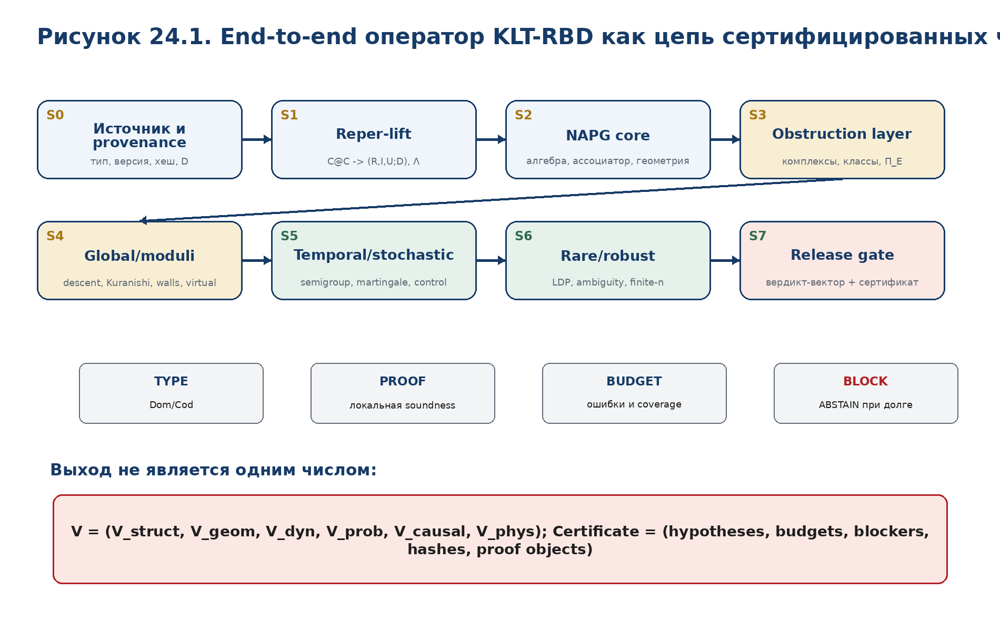 Рисунок 24.1. End-to-end оператор KLT-RBD как цепь сертифицированных
S0
Источник и
provenance
тип, версия, хеш, D
S1
Reper-lift
C@C -> (R,I,U;D), Λ
S2
NAPG core
алгебра, ассоциатор, геометрия
S3
Obstruction layer
комплексы, классы, Π_E
S4
Global/moduli
descent, Kuranishi, walls, virtual
S5
Temporal/stochastic
semigroup, martingale, control
S6
Rare/robust
LDP, ambiguity, finite-n
S7
Release gate
вердикт-вектор + сертификат
TYPE
Dom/Cod
PROOF
локальная soundness
BUDGET
ошибки и coverage
BLOCK
ABSTAIN при долге
Выход не является одним числом:
V = (V_struct, V_geom, V_dyn, V_prob, V_causal, V_phys); Certificate = (hypotheses, budgets, blockers,
hashes, proof objects)